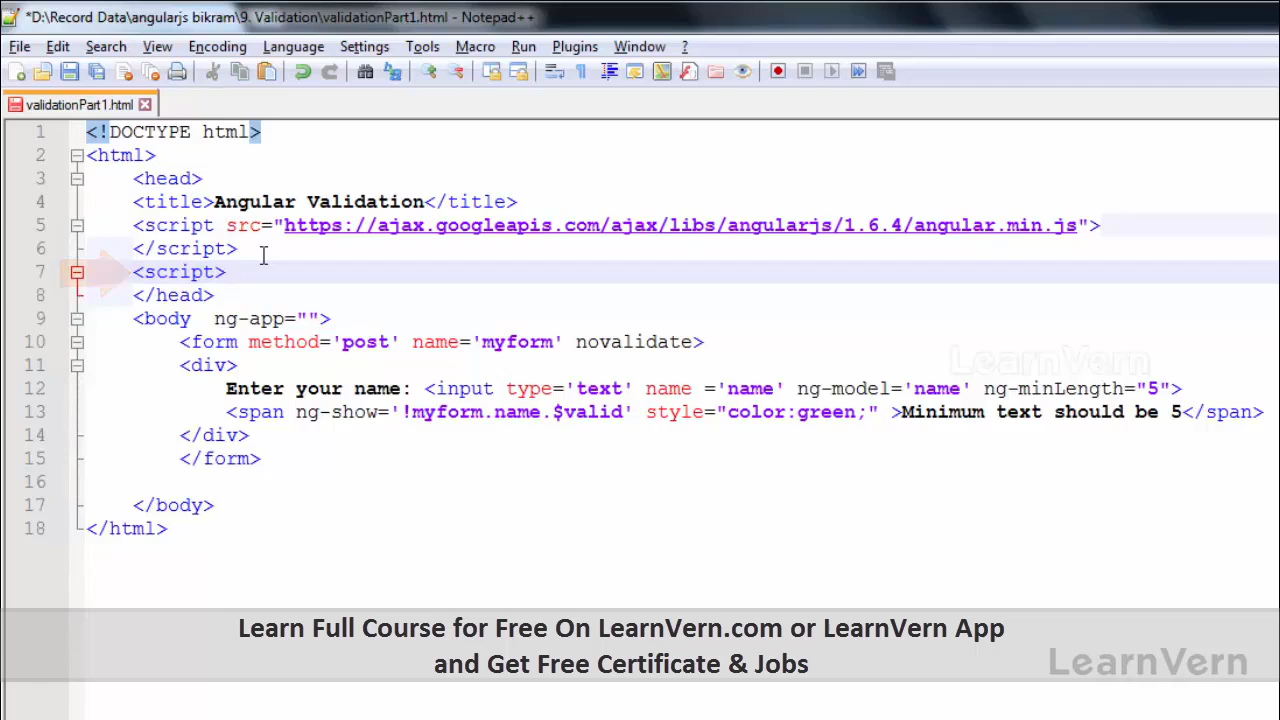 *D:\Record Data\angularjs bikram\9. Validation\validationPart1.html - Notepad++
File Edit Search View Encoding Language Settings Tools Macro Run Plugins Window ?
validationPart1.html
1 <!DOCTYPE html>
2 <html>
3 <head>
4 <title>Angular Validation</title>
5 <script src="https://ajax.googleapis.com/ajax/libs/angularjs/1.6.4/angular.min.js">
6 </script>
7 <script>
8 </head>
9 <body  ng-app="">
10 <form method='post' name='myform' novalidate>
11 <div>
12 Enter your name: <input type='text' name ='name' ng-model='name' ng-minLength="5">
13 <span ng-show='!myform.name.$valid' style="color:green;" >Minimum text should be 5</span>
14 </div>
15 </form>
16
17 </body>
18 </html>
LearnVern
Learn Full Course for Free On LearnVern.com or LearnVern App
and Get Free Certificate & Jobs
LearnVern